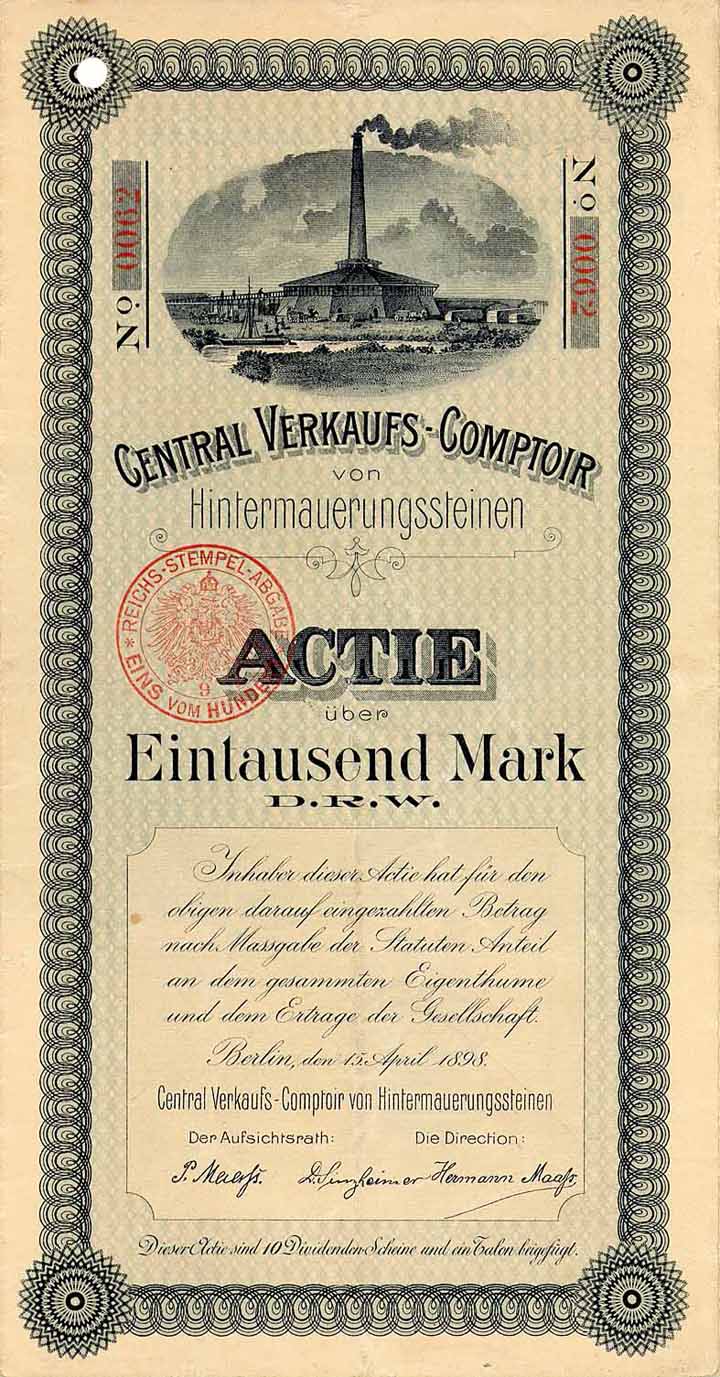 No 0062
No 0062
CENTRAL VERKAUFS-COMPTOIR
von
Hintermauerungssteinen
REICHS-STEMPEL-ABGABE
* EINS VOM HUNDERT *
9
ACTIE
über
Eintausend Mark
D.R.W.
Inhaber dieser Actie hat für den
obigen darauf eingezahlten Betrag
nach Massgabe der Statuten Anteil
an dem gesammten Eigenthume
und dem Ertrage der Gesellschaft.
Berlin, den 15. April 1898.
Central Verkaufs-Comptoir von Hintermauerungssteinen
Der Aufsichtsrath: Die Direction:
Hermann Maaß.
Dieser Actie sind 10 Dividenden-Scheine und ein Talon beigefügt.